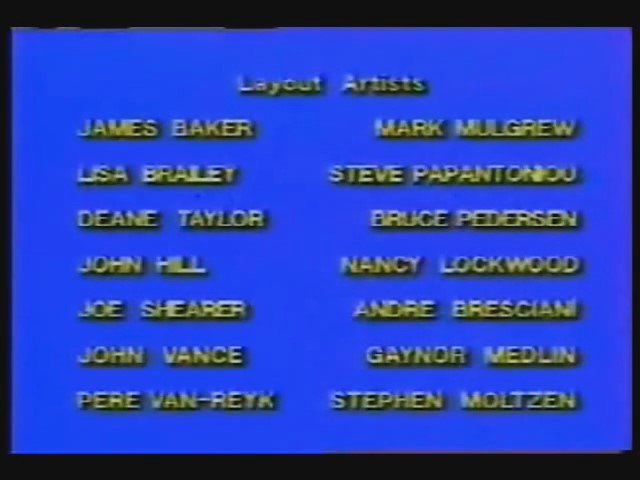 Layout Artists
JAMES BAKER MARK MULGREW
LISA BRAILEY STEVE PAPANTONIOU
DEANE TAYLOR BRUCE PEDERSEN
JOHN HILL NANCY LOCKWOOD
JOE SHEARER ANDRE BRESCIANI
JOHN VANCE GAYNOR MEDLIN
PERE VAN-REYK STEPHEN MOLTZEN